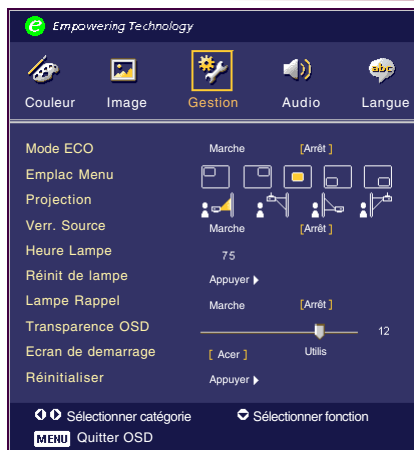 e Empowering Technology
Couleur Image Gestion Audio Langue
abc
Mode ECO Marche [Arrêt ]
Emplac Menu
Projection
Verr. Source Marche [Arrêt ]
Heure Lampe 75
Réinit de lampe Appuyer
Lampe Rappel Marche [Arrêt ]
Transparence OSD 12
Ecran de demarrage [ Acer ] Utilis
Réinitialiser Appuyer
Sélectionner catégorie Sélectionner fonction
MENU Quitter OSD